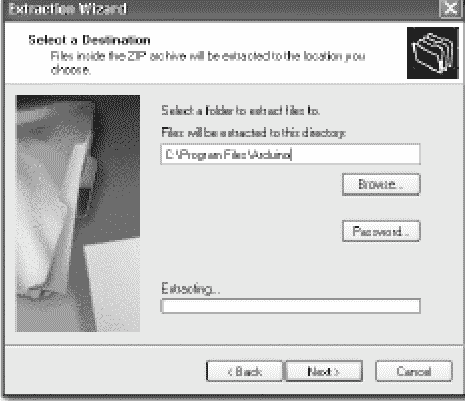 Extraction Wizard
Select a Destination
Files inside the ZIP archive will be extracted to the location you
choose.
Select a folder to extract files to.
Files will be extracted to this directory:
C:\Program Files\Arduino
Browse...
Password...
Extracting...
< Back
Next >
Cancel